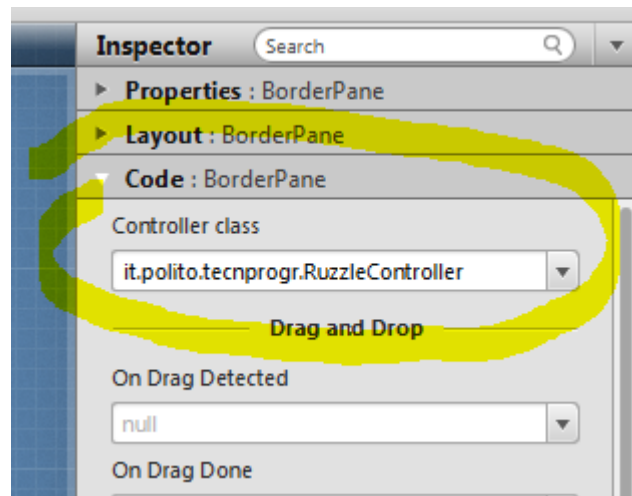 Inspector Search
Properties : BorderPane
Layout : BorderPane
Code : BorderPane
Controller class
it.polito.tecnprogr.RuzzleController
Drag and Drop
On Drag Detected
null
On Drag Done